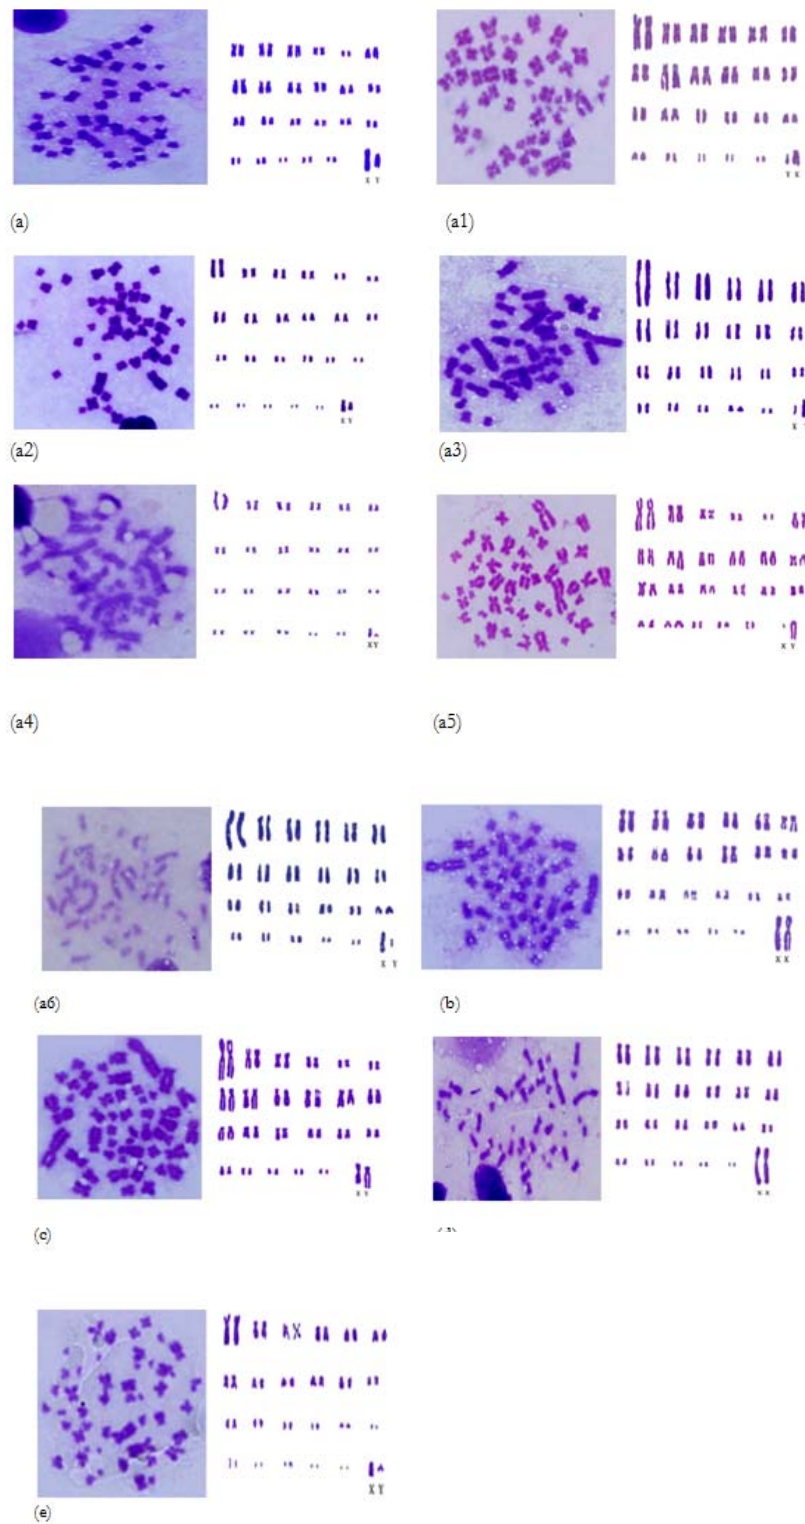 X Y
Y X
(a)
(a1)
X Y
X Y
(a2)
(a3)
X Y
X Y
(a4)
(a5)
X Y
X X
(a6)
(b)
X Y
X X
(c)
X Y
(e)